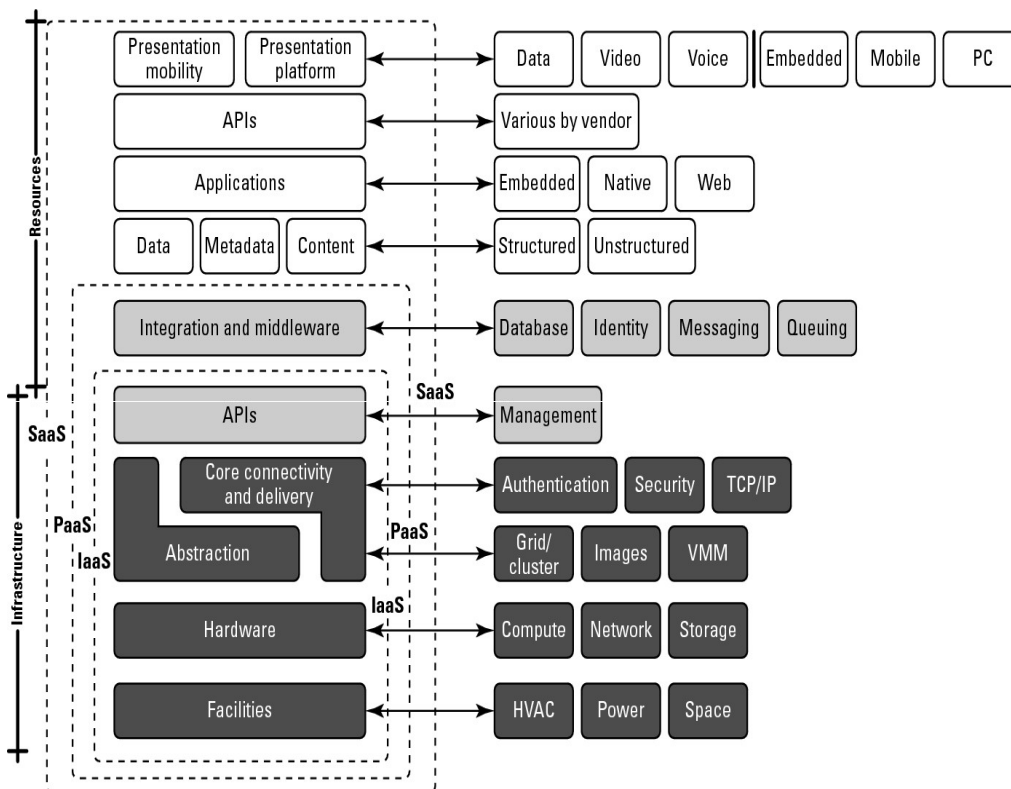 Presentation
mobility
Presentation
platform
Data
Video
Voice
Embedded
Mobile
PC
APIs
Various by vendor
Applications
Embedded
Native
Web
Data
Metadata
Content
Structured
Unstructured
Resources
Integration and middleware
Database
Identity
Messaging
Queuing
APIs
SaaS
Management
SaaS
Core connectivity
and delivery
Authentication
Security
TCP/IP
PaaS
PaaS
IaaS
Abstraction
Grid/
cluster
Images
VMM
Infrastructure
IaaS
Hardware
Compute
Network
Storage
Facilities
HVAC
Power
Space